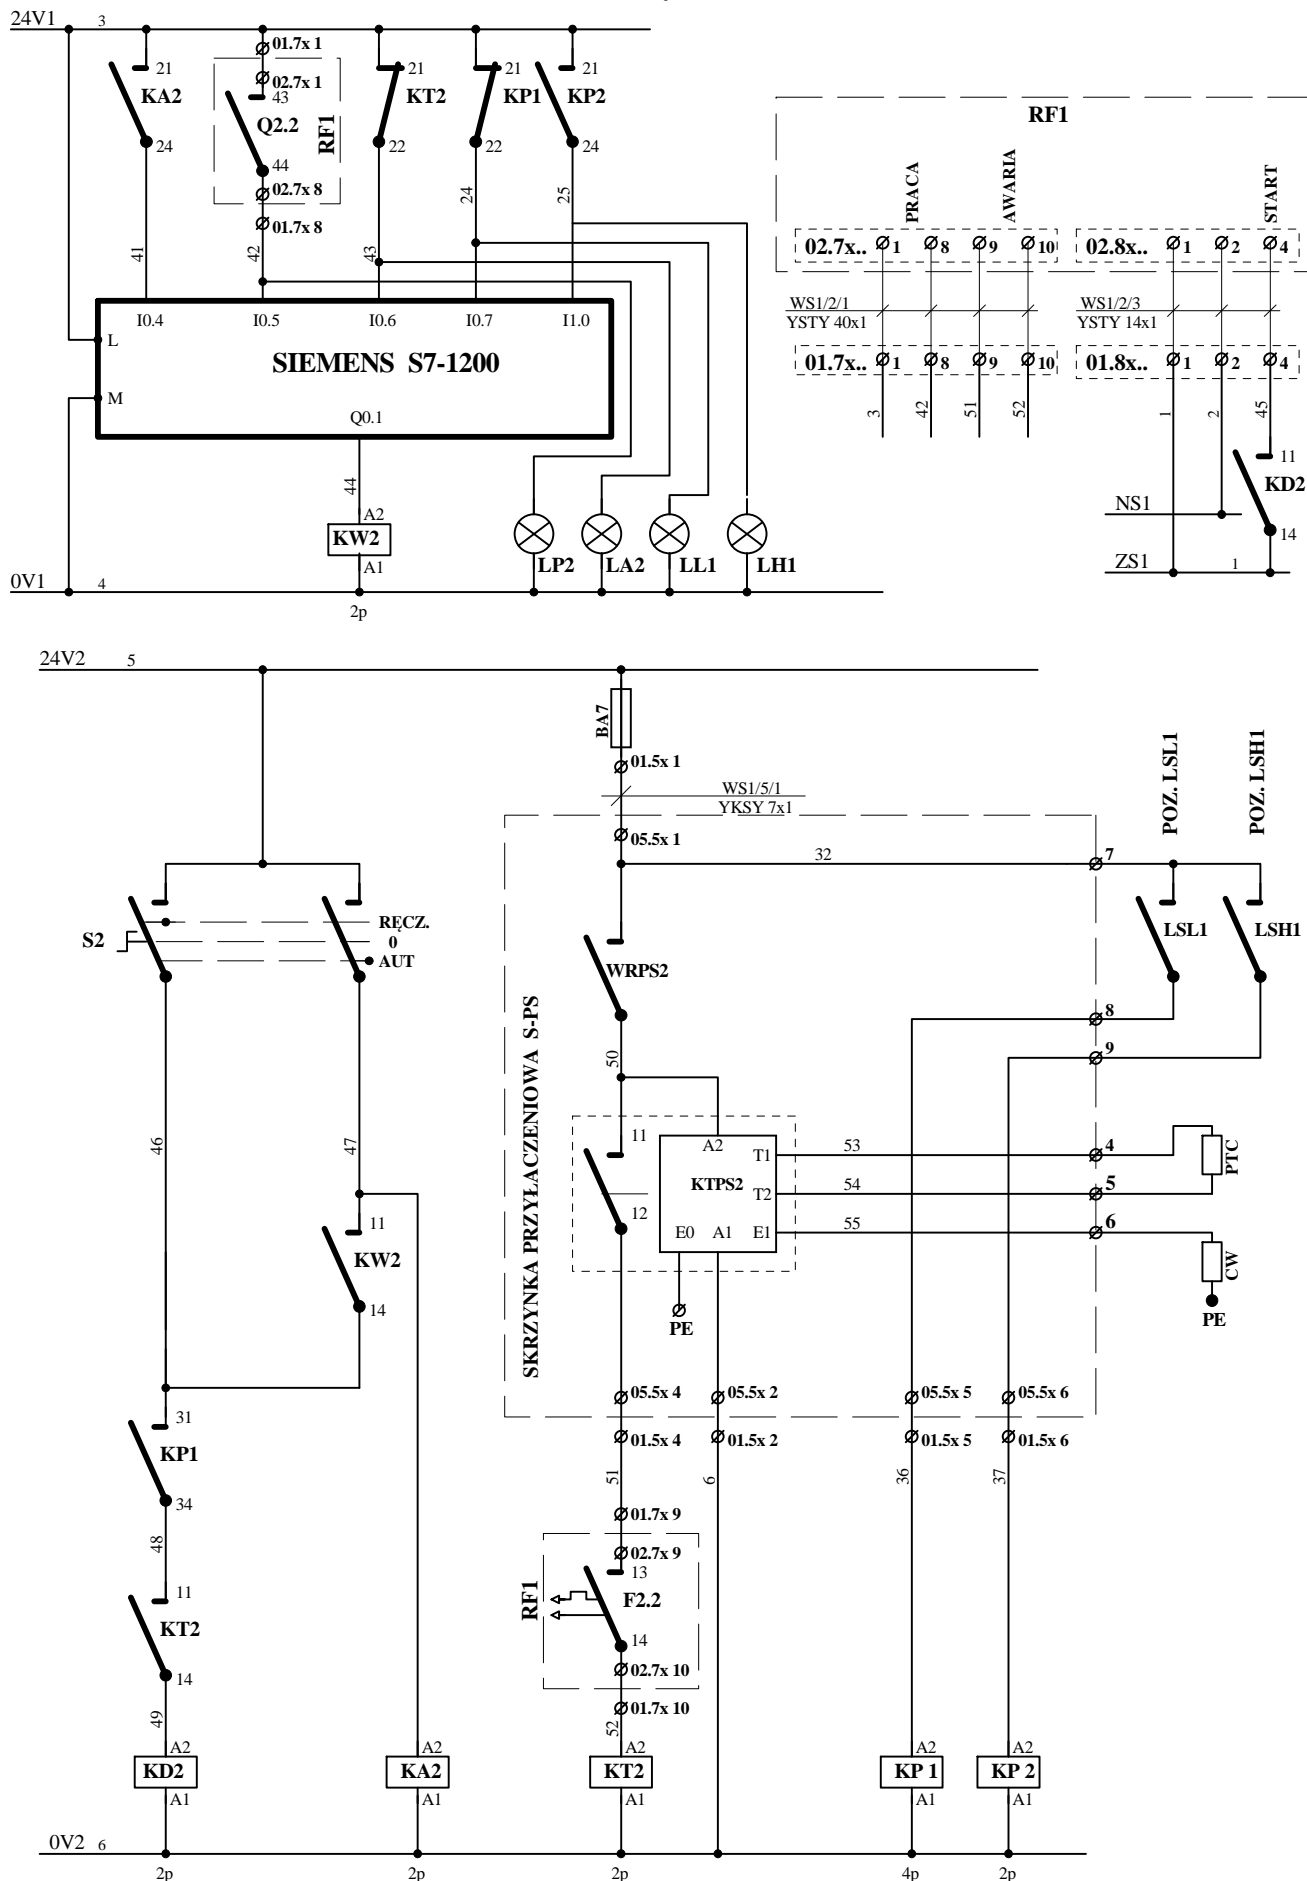 24V1 3
01.7x 1
21 21 21 21
KA2 02.7x 1 KT2 KP1 KP2
43
Q2.2
RF1
24 44 22 22 24
02.7x 8
01.7x 8
41 42 43 24 25
I0.4 I0.5 I0.6 I0.7 I1.0
L
SIEMENS S7-1200
M
Q0.1
44
A2
KW2
A1
LP2 LA2 LL1 LH1
0V1 4
2p
RF1
PRACA AWARIA START
02.7x.. 1 8 9 10 02.8x.. 1 2 4
WS1/2/1 WS1/2/3
YSTY 40x1 YSTY 14x1
01.7x.. 1 8 9 10 01.8x.. 1 2 4
3 42 51 52 1 2 45
11
KD2
NS1
14
ZS1 1
24V2 5
BA7
01.5x 1
WS1/5/1
YKSY 7x1
05.5x 1
POZ. LSL1 POZ. LSH1
32 7
RĘCZ.
S2 0
AUT
LSL1 LSH1
WRPS2
SKRZYNKA PRZYŁACZENIOWA S-PS
8
9
50
46 47
11 A2 T1 53 4
PTC
KTPS2
T2 54 5
12
E0 A1 E1 55 6
CW
PE
PE
11
KW2
14
05.5x 4 05.5x 2 05.5x 5 05.5x 6
31
KP1 01.5x 4 01.5x 2 01.5x 5 01.5x 6
34
51 6 36 37
01.7x 9
48
02.7x 9
11 13
KT2 RF1 F2.2
14 14
02.7x 10
01.7x 10
49 52
A2 A2 A2 A2 A2
KD2 KA2 KT2 KP 1 KP 2
A1 A1 A1 A1 A1
0V2 6
2p 2p 2p 4p 2p